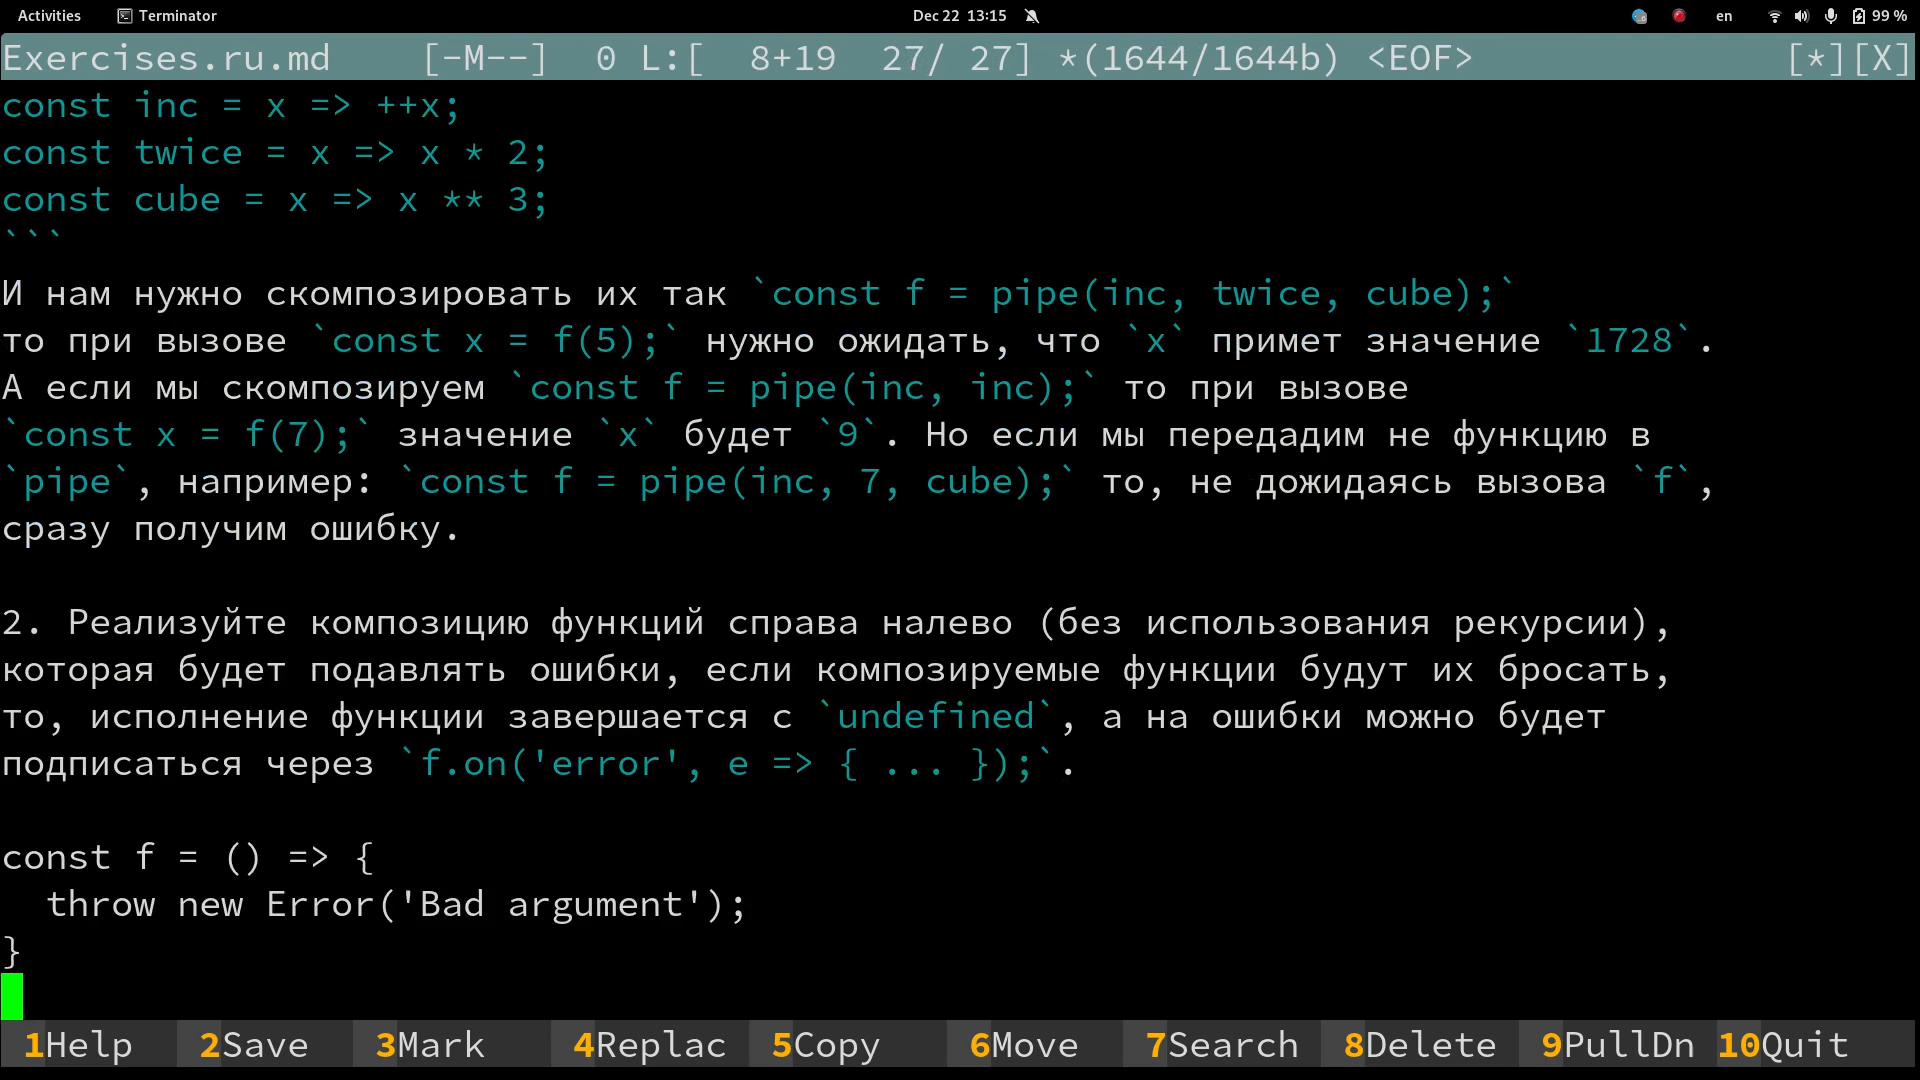 Activities Terminator Dec 22 13:15 en 99 %
Exercises.ru.md [-M--] 0 L:[ 8+19 27/ 27] *(1644/1644b) <EOF> [*][X]
const inc = x => ++x;
const twice = x => x * 2;
const cube = x => x ** 3;
```
И нам нужно скомпозировать их так `const f = pipe(inc, twice, cube);`
то при вызове `const x = f(5);` нужно ожидать, что `x` примет значение `1728`.
А если мы скомпозируем `const f = pipe(inc, inc);` то при вызове
`const x = f(7);` значение `x` будет `9`. Но если мы передадим не функцию в
`pipe`, например: `const f = pipe(inc, 7, cube);` то, не дожидаясь вызова `f`,
сразу получим ошибку.
2. Реализуйте композицию функций справа налево (без использования рекурсии),
которая будет подавлять ошибки, если композируемые функции будут их бросать,
то, исполнение функции завершается с `undefined`, а на ошибки можно будет
подписаться через `f.on('error', e => { ... });`.
const f = () => {
  throw new Error('Bad argument');
}
1Help 2Save 3Mark 4Replac 5Copy 6Move 7Search 8Delete 9PullDn 10Quit